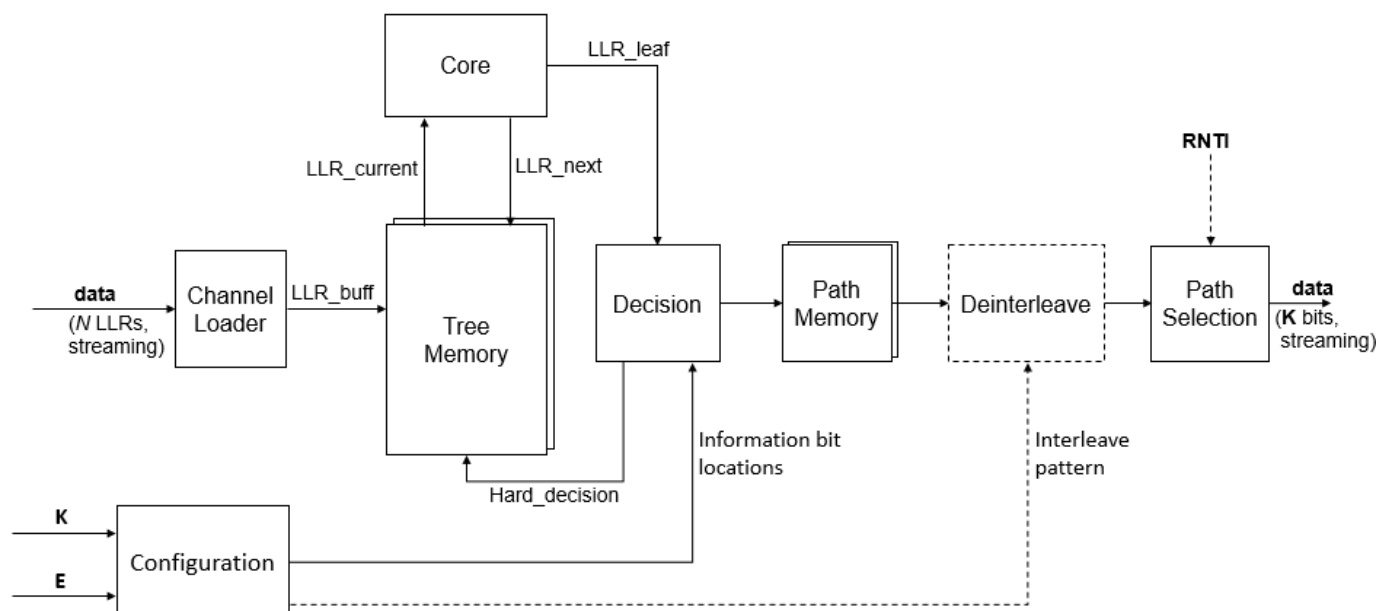 Core
LLR_leaf
LLR_current
LLR_next
RNTI
data
(N LLRs,
streaming)
Channel
Loader
LLR_buff
Tree
Memory
Decision
Path
Memory
Deinterleave
Path
Selection
data
(K bits,
streaming)
Information bit
locations
Interleave
pattern
Hard_decision
K
E
Configuration